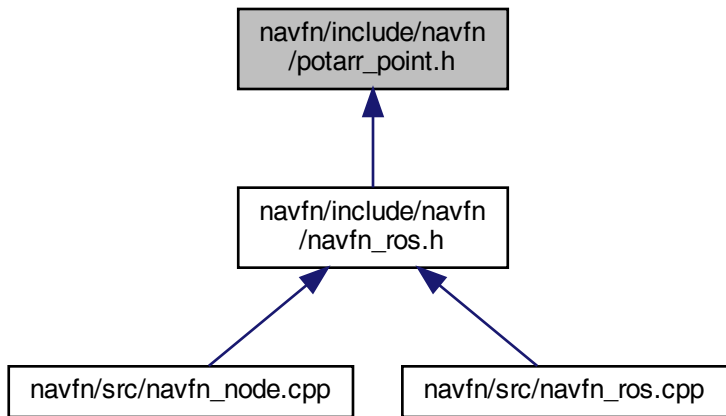 navfn/include/navfn
/potarr_point.h
navfn/include/navfn
/navfn_ros.h
navfn/src/navfn_node.cpp
navfn/src/navfn_ros.cpp